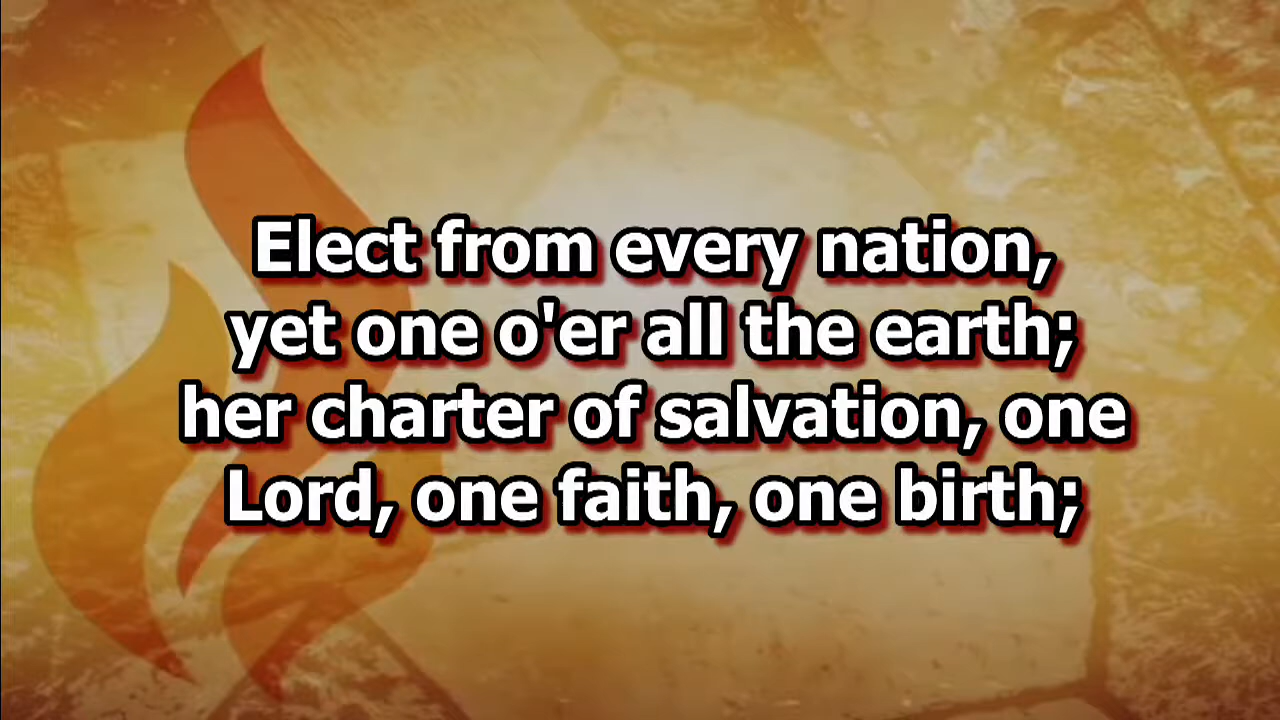 Elect from every nation,
yet one o'er all the earth;
her charter of salvation, one
Lord, one faith, one birth;